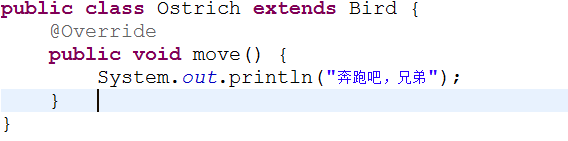 public class Ostrich extends Bird {
    @Override
    public void move() {
        System.out.println("奔跑吧，兄弟");
    }
}